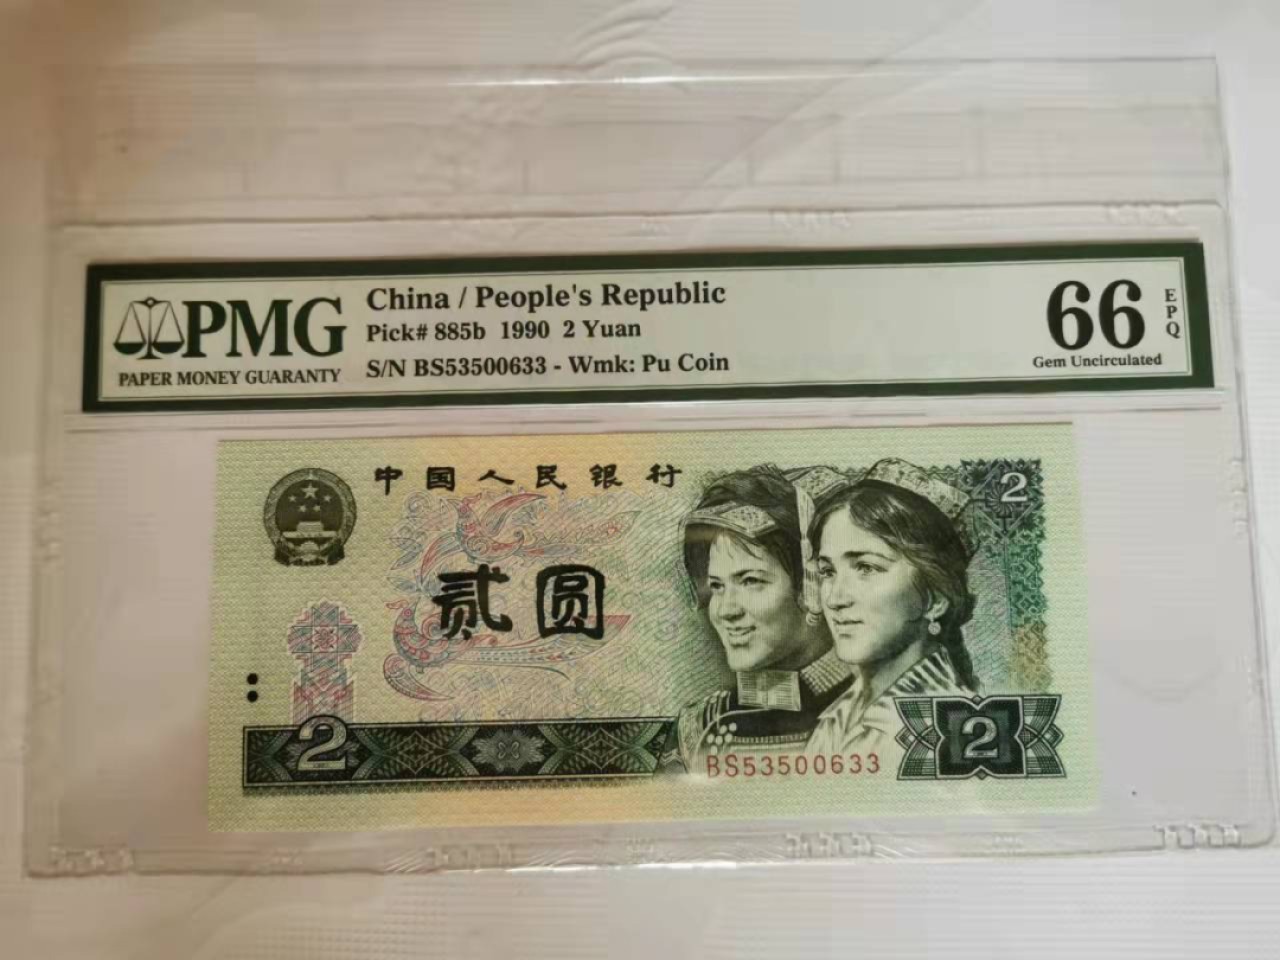 PMG
PAPER MONEY GUARANTY
China / People's Republic
Pick# 885b 1990 2 Yuan
S/N BS53500633 - Wmk: Pu Coin
66
EPQ
Gem Uncirculated
中国人民银行
2
贰圆
2
BS53500633
2